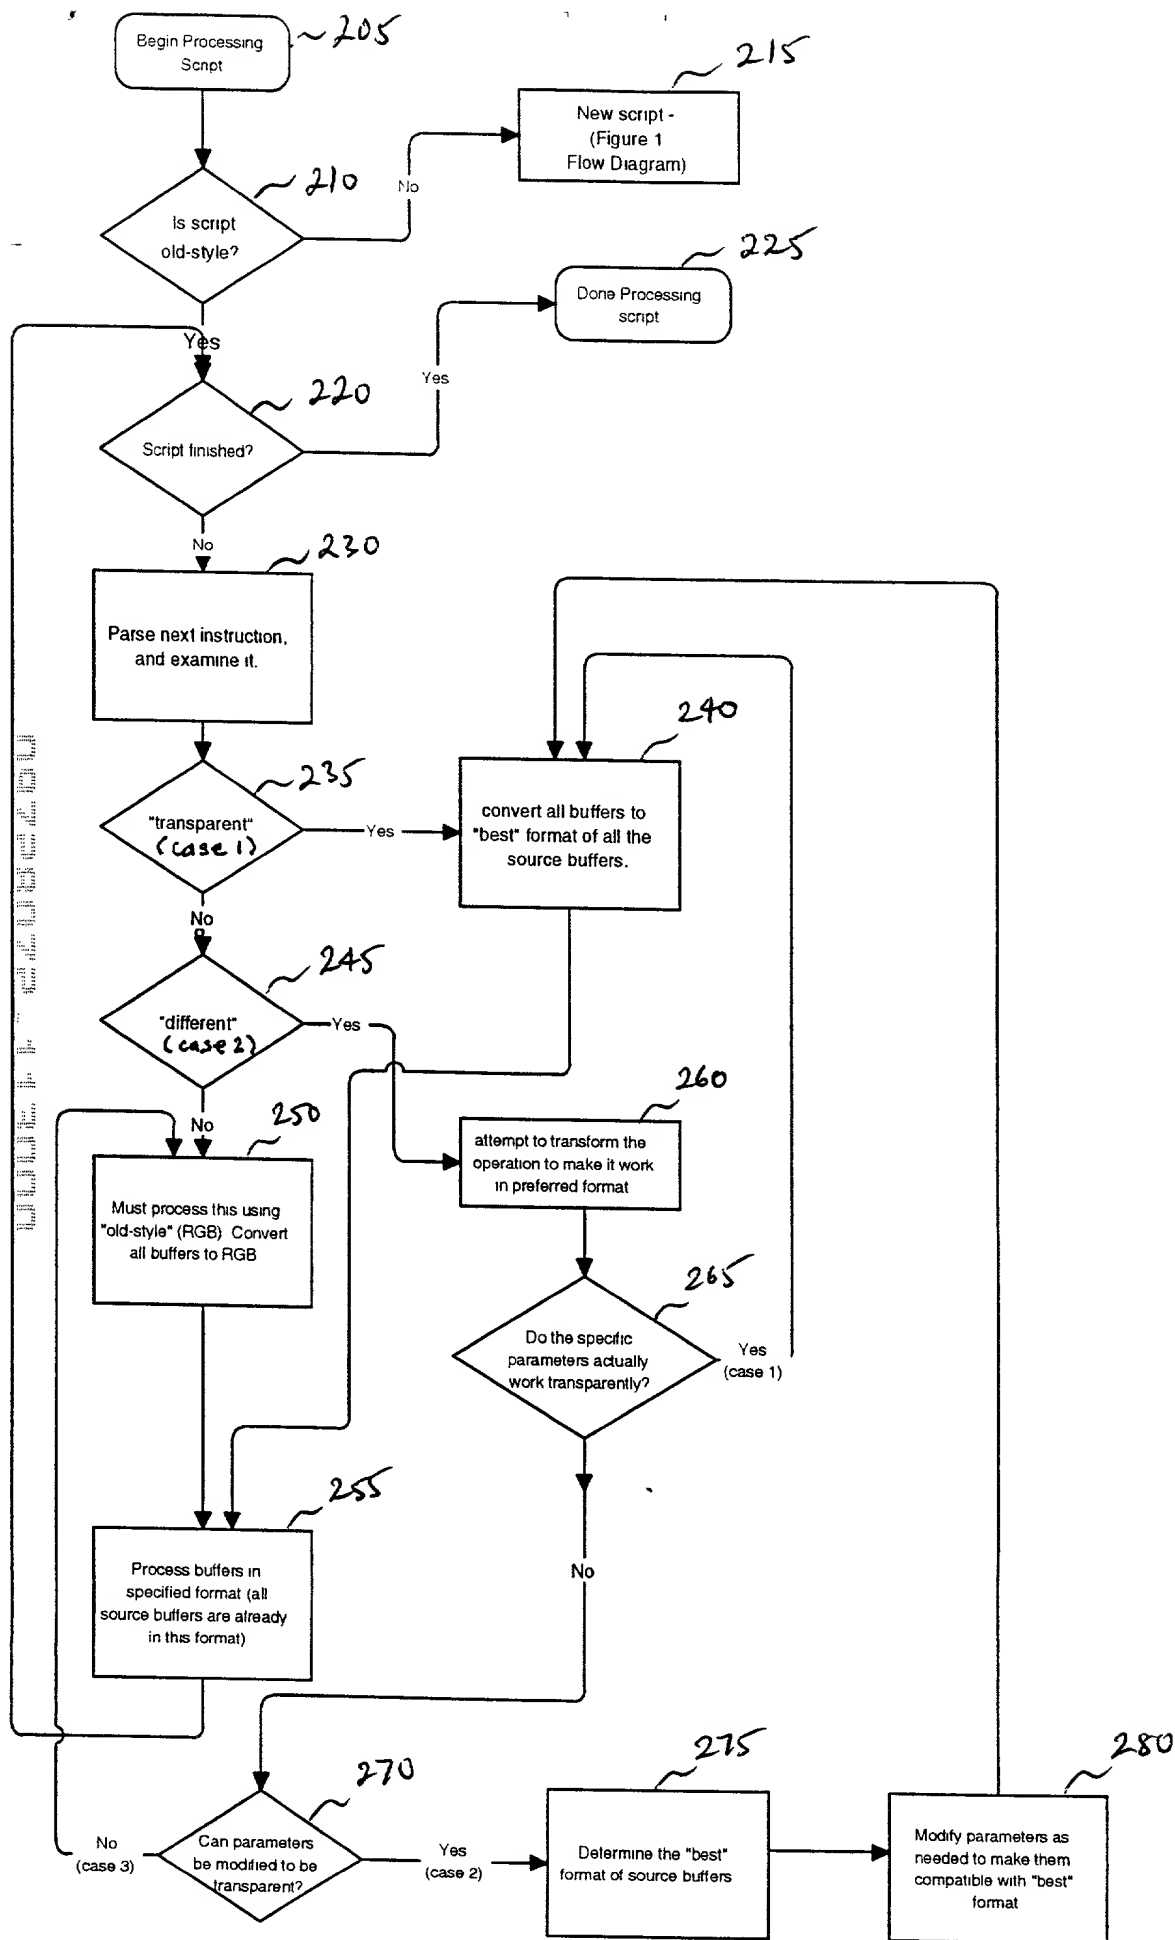 Begin Processing
Script
205
215
New script -
(Figure 1
Flow Diagram)
210
No
Is script
old-style?
225
Done Processing
script
Yes
Yes
220
Script finished?
No
230
Parse next instruction,
and examine it.
240
235
"transparent"
(case 1)
Yes
convert all buffers to
"best" format of all the
source buffers.
No
245
"different"
(case 2)
Yes
260
No
250
attempt to transform the
operation to make it work
in preferred format
Must process this using
"old-style" (RGB) Convert
all buffers to RGB
265
Do the specific
parameters actually
work transparently?
Yes
(case 1)
255
Process buffers in
specified format (all
source buffers are already
in this format)
No
275
280
270
No
(case 3)
Can parameters
be modified to be
transparent?
Yes
(case 2)
Determine the "best"
format of source buffers
Modify parameters as
needed to make them
compatible with "best"
format